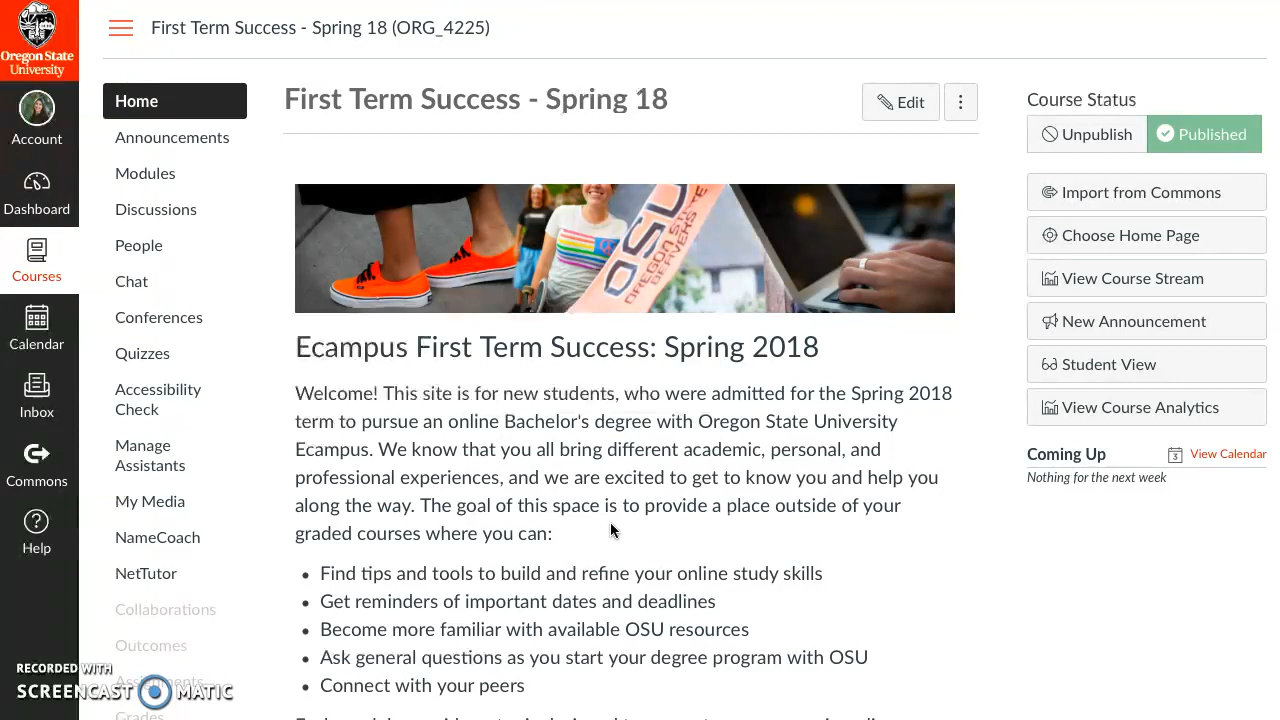 Oregon State
University
Account
Dashboard
Courses
Calendar
Inbox
Commons
Help
First Term Success - Spring 18 (ORG_4225)
Home
Announcements
Modules
Discussions
People
Chat
Conferences
Quizzes
Accessibility
Check
Manage
Assistants
My Media
NameCoach
NetTutor
Collaborations
Outcomes
Assignments
Grades
RECORDED WITH
SCREENCAST MATIC
First Term Success - Spring 18
Edit
OSU
OREGON STATE
Ecampus First Term Success: Spring 2018
Welcome! This site is for new students, who were admitted for the Spring 2018
term to pursue an online Bachelor's degree with Oregon State University
Ecampus. We know that you all bring different academic, personal, and
professional experiences, and we are excited to get to know you and help you
along the way. The goal of this space is to provide a place outside of your
graded courses where you can:
• Find tips and tools to build and refine your online study skills
• Get reminders of important dates and deadlines
• Become more familiar with available OSU resources
• Ask general questions as you start your degree program with OSU
• Connect with your peers
Course Status
Unpublish
Published
Import from Commons
Choose Home Page
View Course Stream
New Announcement
Student View
View Course Analytics
Coming Up
3 View Calendar
Nothing for the next week